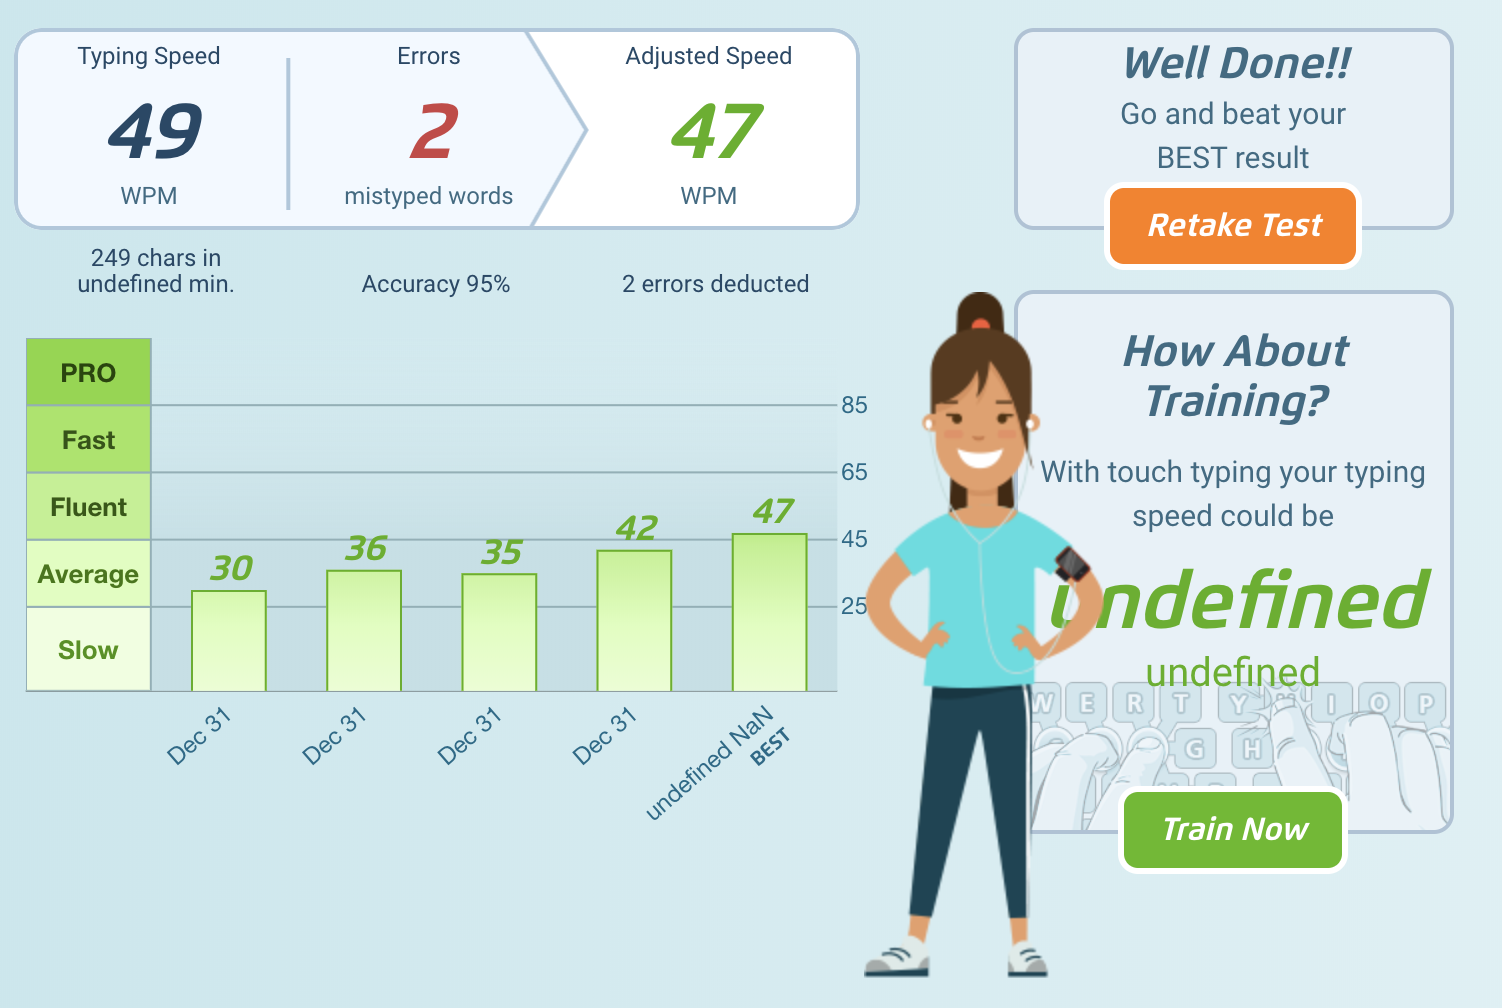 Typing Speed
49
WPM
Errors
2
mistyped words
Adjusted Speed
47
WPM
249 chars in
undefined min.
Accuracy 95%
2 errors deducted
Well Done!!
Go and beat your
BEST result
Retake Test
How About
Training?
With touch typing your typing
speed could be
undefined
undefined
W E R T Y I O P
G H
Train Now
PRO
Fast
Fluent
Average
Slow
85
65
45
25
30
36
35
42
47
Dec 31
Dec 31
Dec 31
Dec 31
undefined NaN
BEST